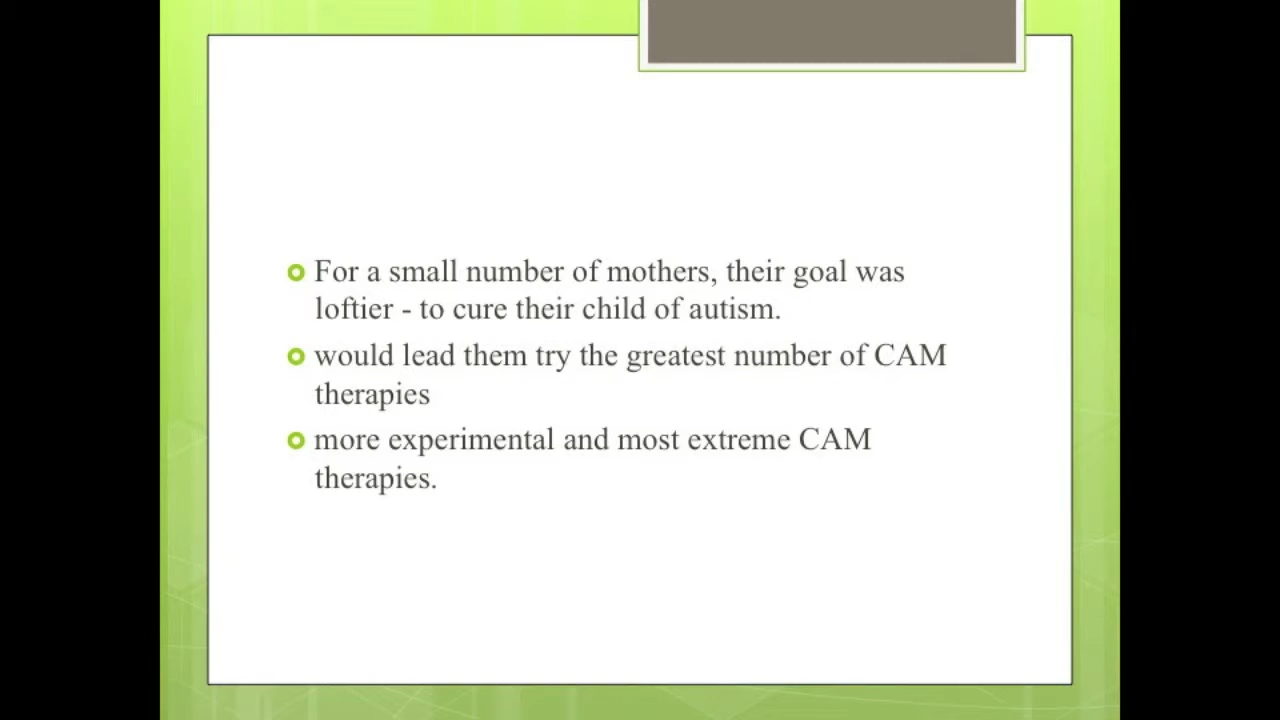 For a small number of mothers, their goal was
loftier - to cure their child of autism.
would lead them try the greatest number of CAM
therapies
more experimental and most extreme CAM
therapies.